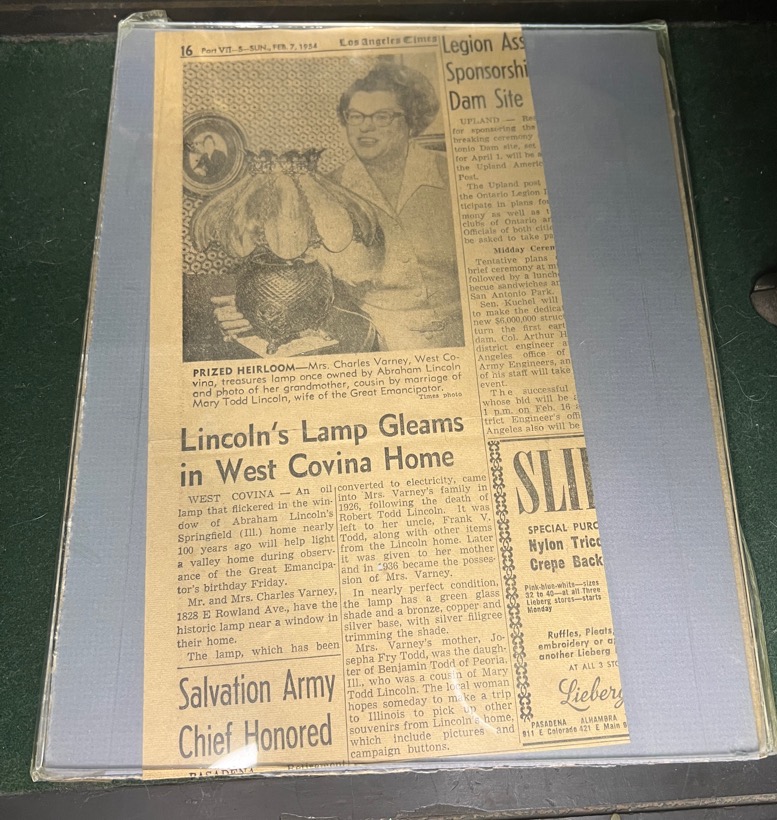 16 Part VII—S—SUN., FEB. 7, 1954 Los Angeles Times
PRIZED HEIRLOOM—Mrs. Charles Varney, West Co-
vina, treasures lamp once owned by Abraham Lincoln
and photo of her grandmother, cousin by marriage of
Mary Todd Lincoln, wife of the Great Emancipator.
Times photo
Lincoln's Lamp Gleams
in West Covina Home
WEST COVINA — An oil
lamp that flickered in the win-
dow of Abraham Lincoln's
Springfield (Ill.) home nearly
100 years ago will help light
a valley home during observ-
ance of the Great Emancipa-
tor's birthday Friday.
Mr. and Mrs. Charles Varney,
1828 E Rowland Ave., have the
historic lamp near a window in
their home.
The lamp, which has been
converted to electricity, came
into Mrs. Varney's family in
1926, following the death of
Robert Todd Lincoln. It was
left to her uncle, Frank V.
Todd, along with other items
from the Lincoln home. Later
it was given to her mother
and in 1936 became the posses-
sion of Mrs. Varney.
In nearly perfect condition,
the lamp has a green glass
shade and a bronze, copper and
silver base, with silver filigree
trimming the shade.
Mrs. Varney's mother, Jo-
sepha Fry Todd, was the daugh-
ter of Benjamin Todd of Peoria,
Ill., who was a cousin of Mary
Todd Lincoln. The local woman
hopes someday to make a trip
to Illinois to pick up other
souvenirs from Lincoln's home,
which include pictures and
campaign buttons.
Salvation Army
Chief Honored
PASADENA Retirement
Legion Ass
Sponsorshi
Dam Site
UPLAND — Re
for sponsoring the
breaking ceremony
tonio Dam site, set
for April 1, will be a
the Upland Americ
Post.
The Upland post
the Ontario Legion
ticipate in plans fo
mony as well as t
clubs of Ontario ar
Officials of both citie
be asked to take pa
Midday Ceren
Tentative plans
brief ceremony at m
followed by a lunch
becue sandwiches a
San Antonio Park.
Sen. Kuchel will
to make the dedica
new $6,000,000 struc
turn the first eart
dam. Col. Arthur H
district engineer
Angeles office of
Army Engineers, an
of his staff will take
event.
The successful
whose bid will be
1 p.m. on Feb. 16
trict Engineer's offi
Angeles also will be
SLI
SPECIAL PURC
Nylon Trico
Crepe Back
Pink-blue-white—sizes
32 to 40—at all Three
Lieberg stores—starts
Monday
Ruffles, Pleats,
embroidery or a
another Lieberg
AT ALL 3 STO
Lieberg
PASADENA ALHAMBRA
911 E Colorado 421 E Main